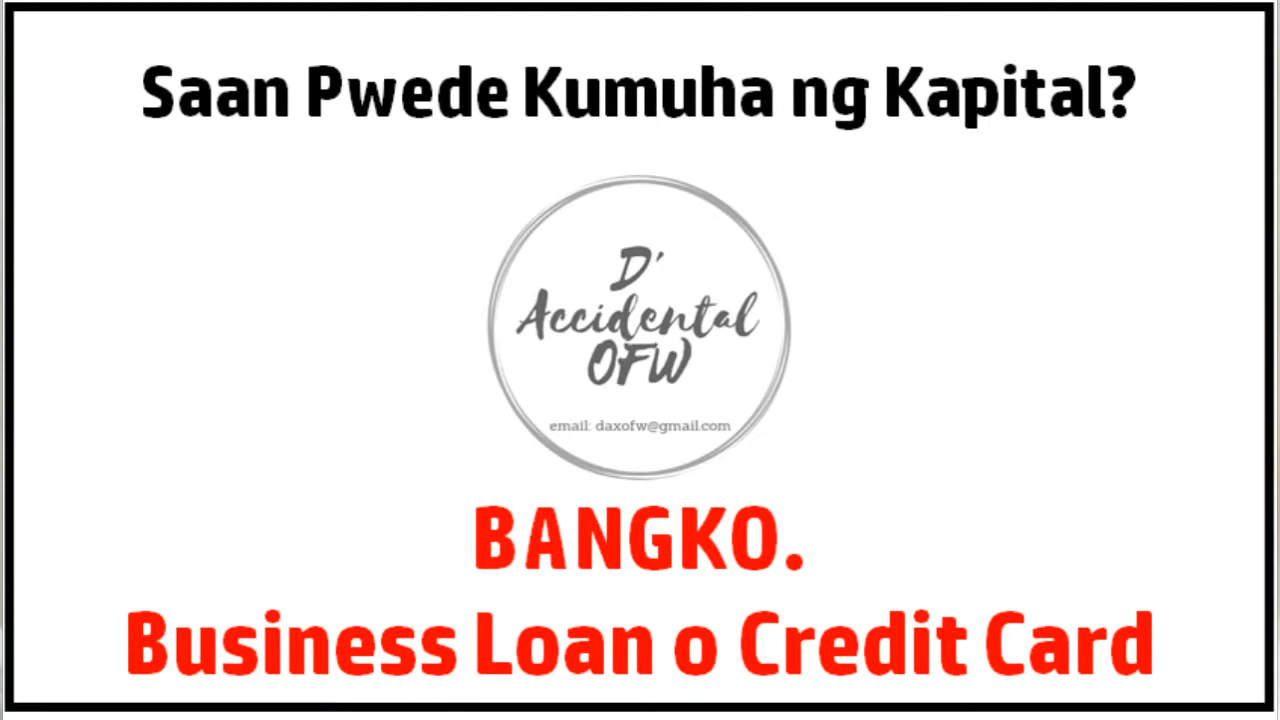 Saan Pwede Kumuha ng Kapital?
D'
Accidental
OFW
email: daxofw@gmail.com
BANGKO.
Business Loan o Credit Card